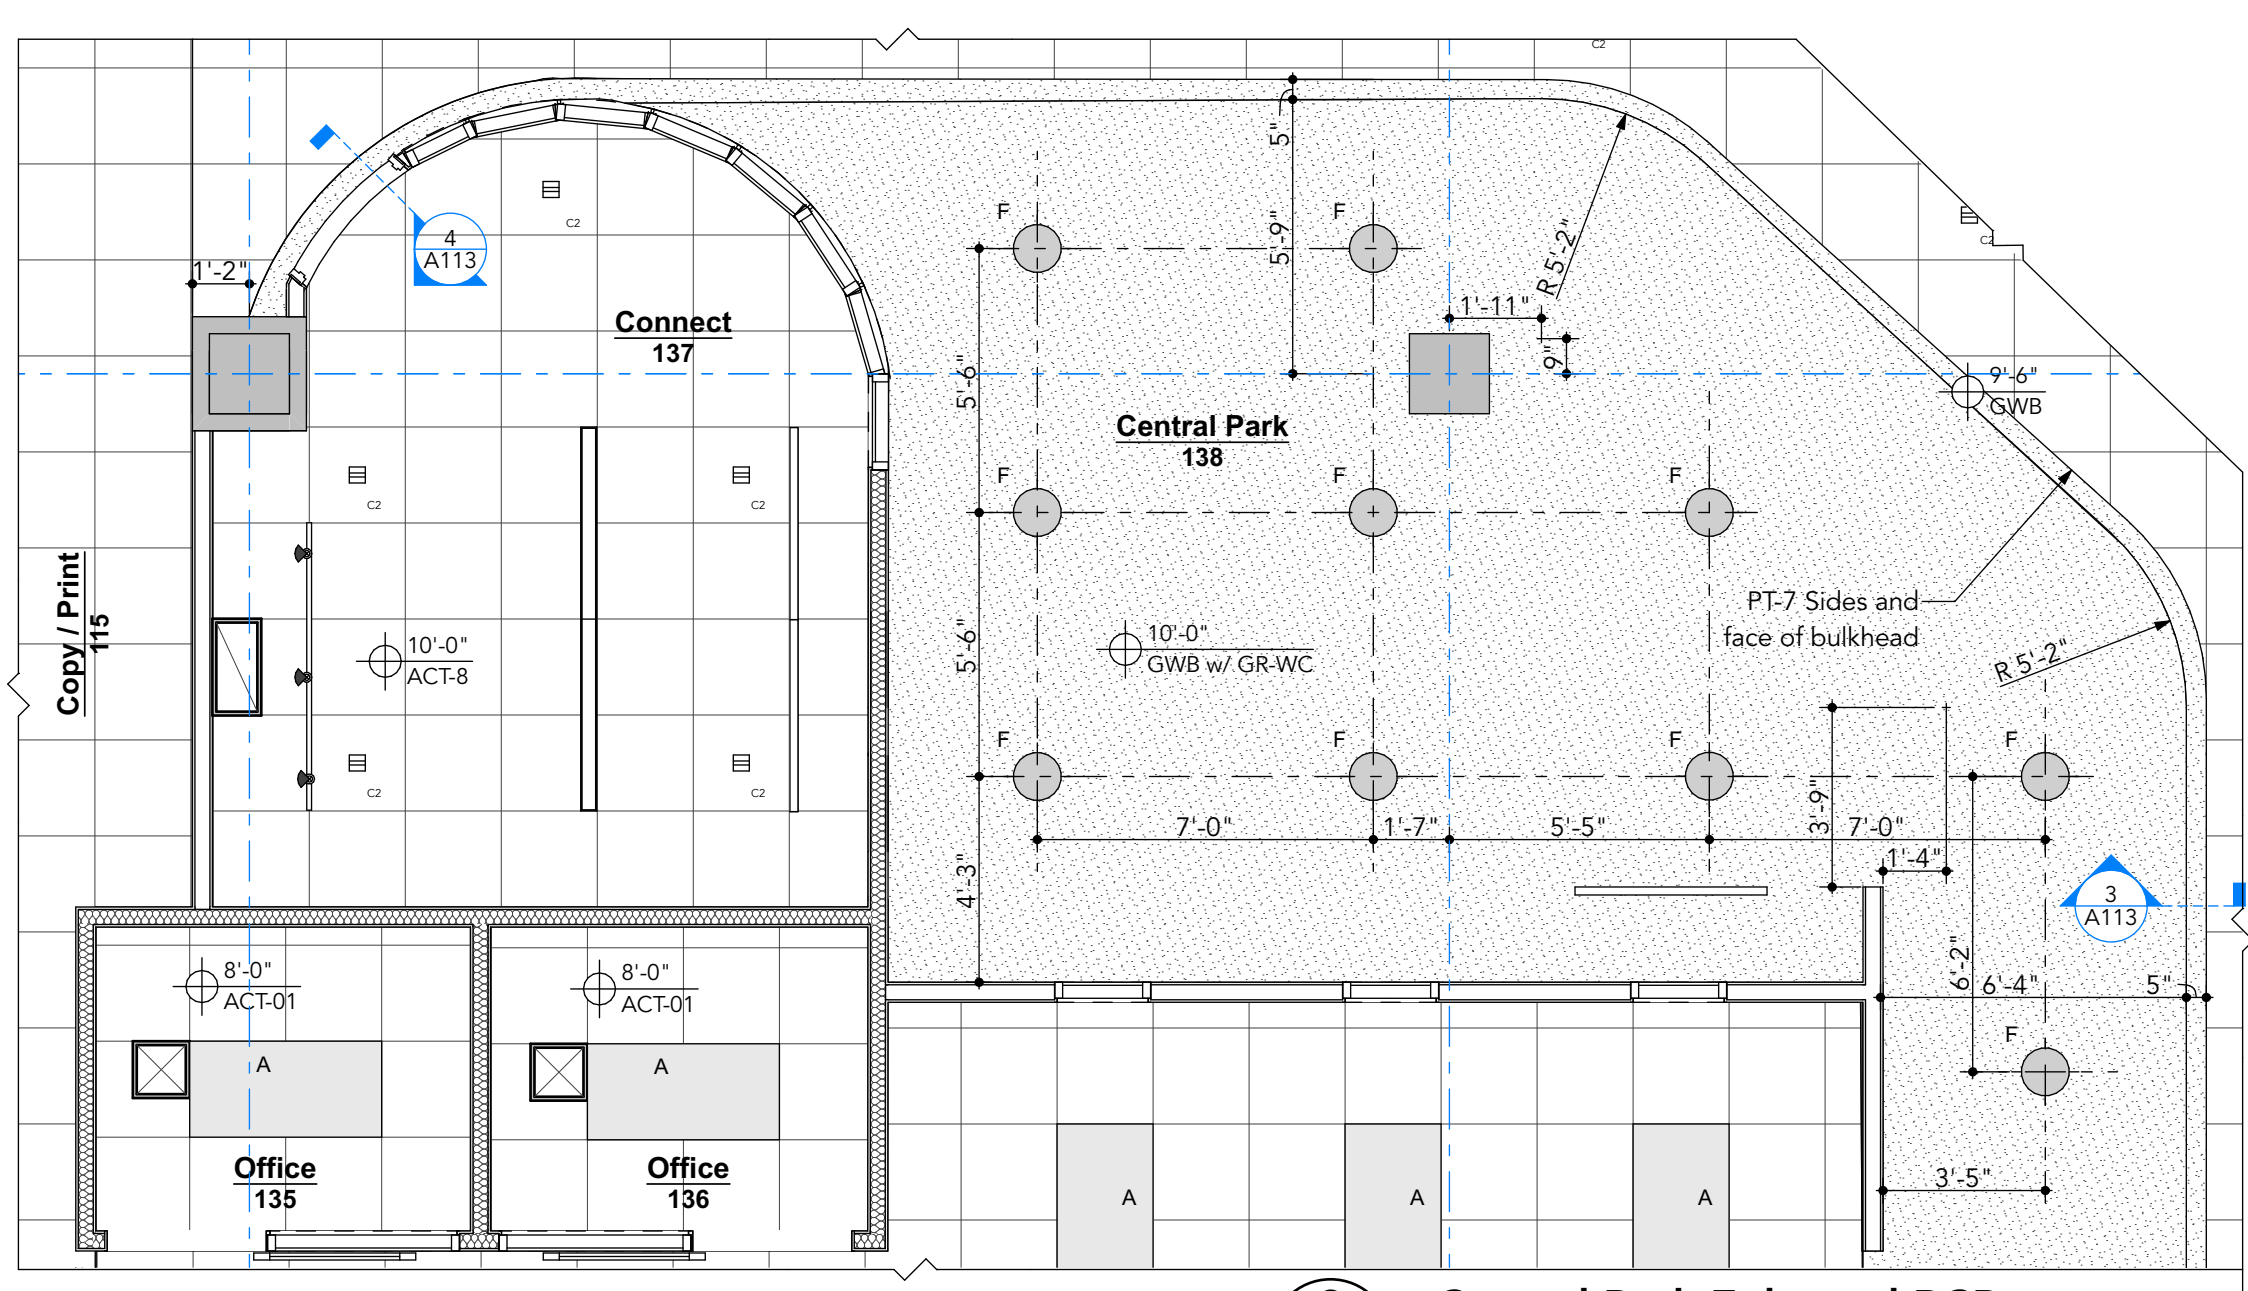 C2
5"
F
F
C2
4
A113
5'-9"
R 5'-2"
C2
1'-2"
1'-11"
Connect
137
9"
5'-6"
9'-6"
GWB
Central Park
138
F
F
F
C2
C2
Copy / Print
115
PT-7 Sides and
face of bulkhead
10'-0"
ACT-8
5'-6"
10'-0"
GWB w/ GR-WC
R 5'-2"
F
F
F
F
C2
C2
3'-9"
7'-0"
1'-7"
5'-5"
7'-0"
1'-4"
4'-3"
3
A113
8'-0"
ACT-01
8'-0"
ACT-01
6'-2"
6'-4"
5"
F
A
A
Office
135
Office
136
3'-5"
A
A
A